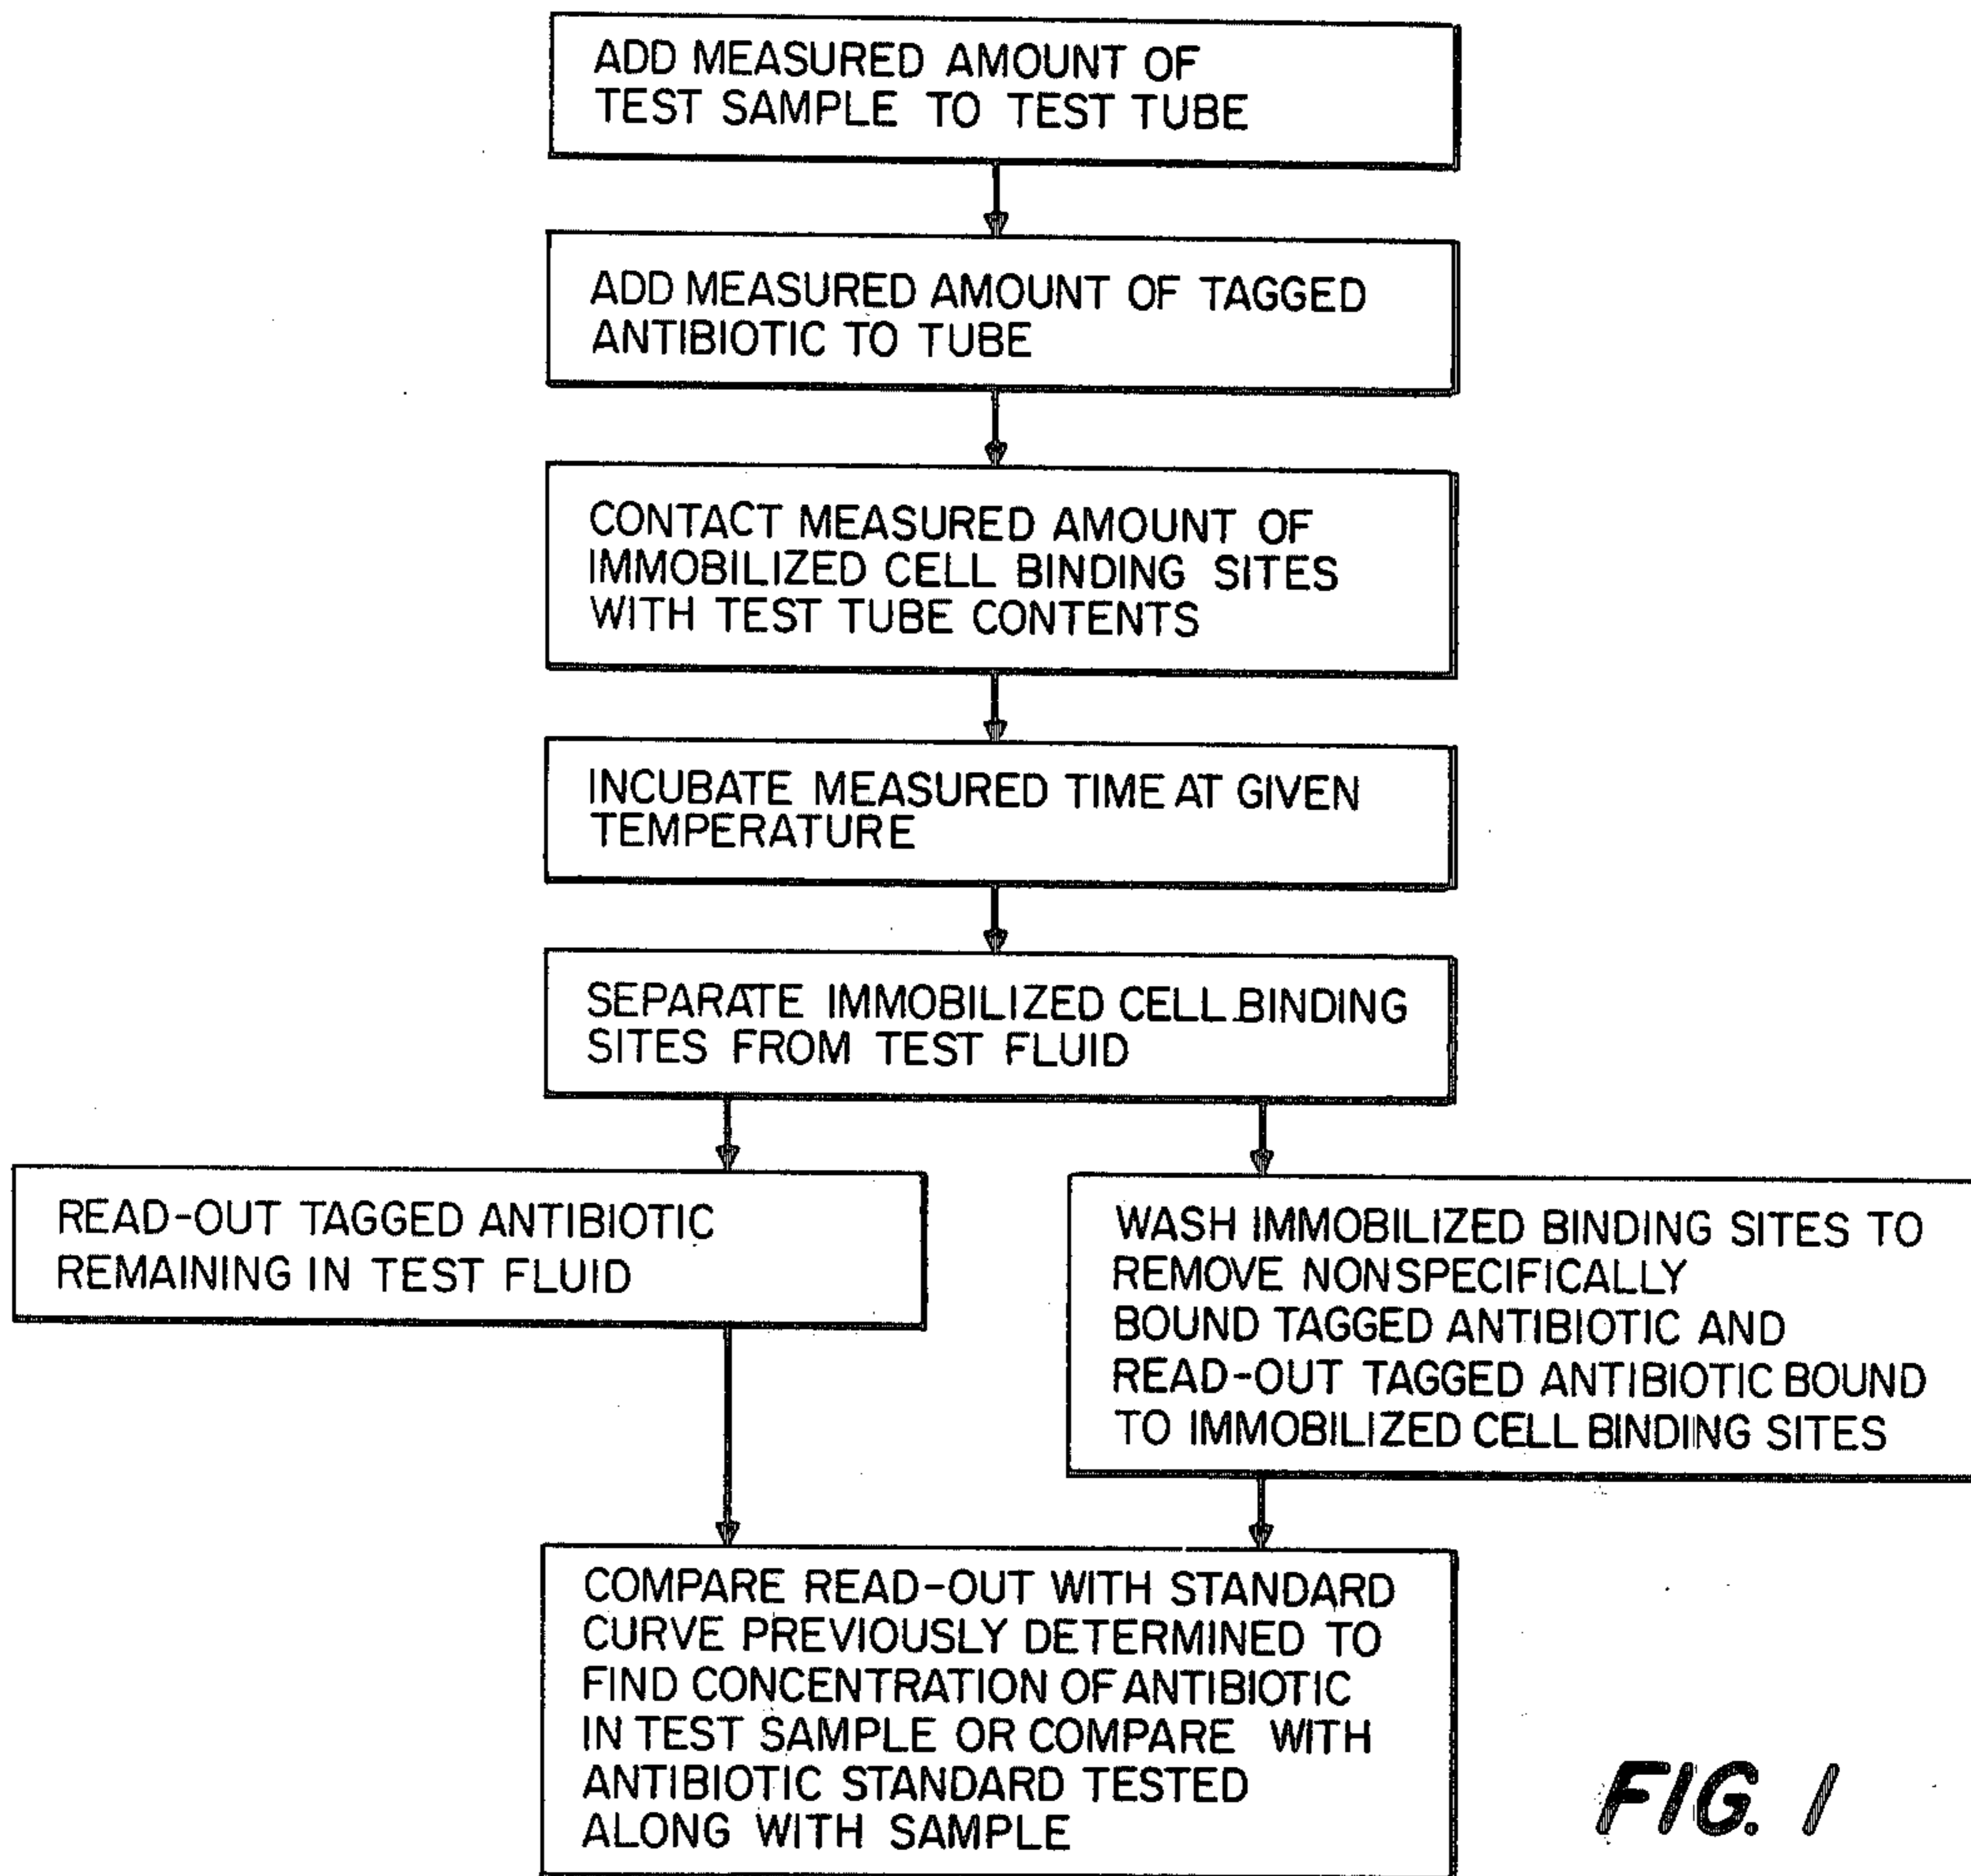 ADD MEASURED AMOUNT OF
TEST SAMPLE TO TEST TUBE
ADD MEASURED AMOUNT OF TAGGED
ANTIBIOTIC TO TUBE
CONTACT MEASURED AMOUNT OF
IMMOBILIZED CELL BINDING SITES
WITH TEST TUBE CONTENTS
INCUBATE MEASURED TIME AT GIVEN
TEMPERATURE
SEPARATE IMMOBILIZED CELL BINDING
SITES FROM TEST FLUID
READ-OUT TAGGED ANTIBIOTIC
REMAINING IN TEST FLUID
WASH IMMOBILIZED BINDING SITES TO
REMOVE NONSPECIFICALLY
BOUND TAGGED ANTIBIOTIC AND
READ-OUT TAGGED ANTIBIOTIC BOUND
TO IMMOBILIZED CELL BINDING SITES
COMPARE READ-OUT WITH STANDARD
CURVE PREVIOUSLY DETERMINED TO
FIND CONCENTRATION OF ANTIBIOTIC
IN TEST SAMPLE OR COMPARE WITH
ANTIBIOTIC STANDARD TESTED
ALONG WITH SAMPLE
FIG. 1